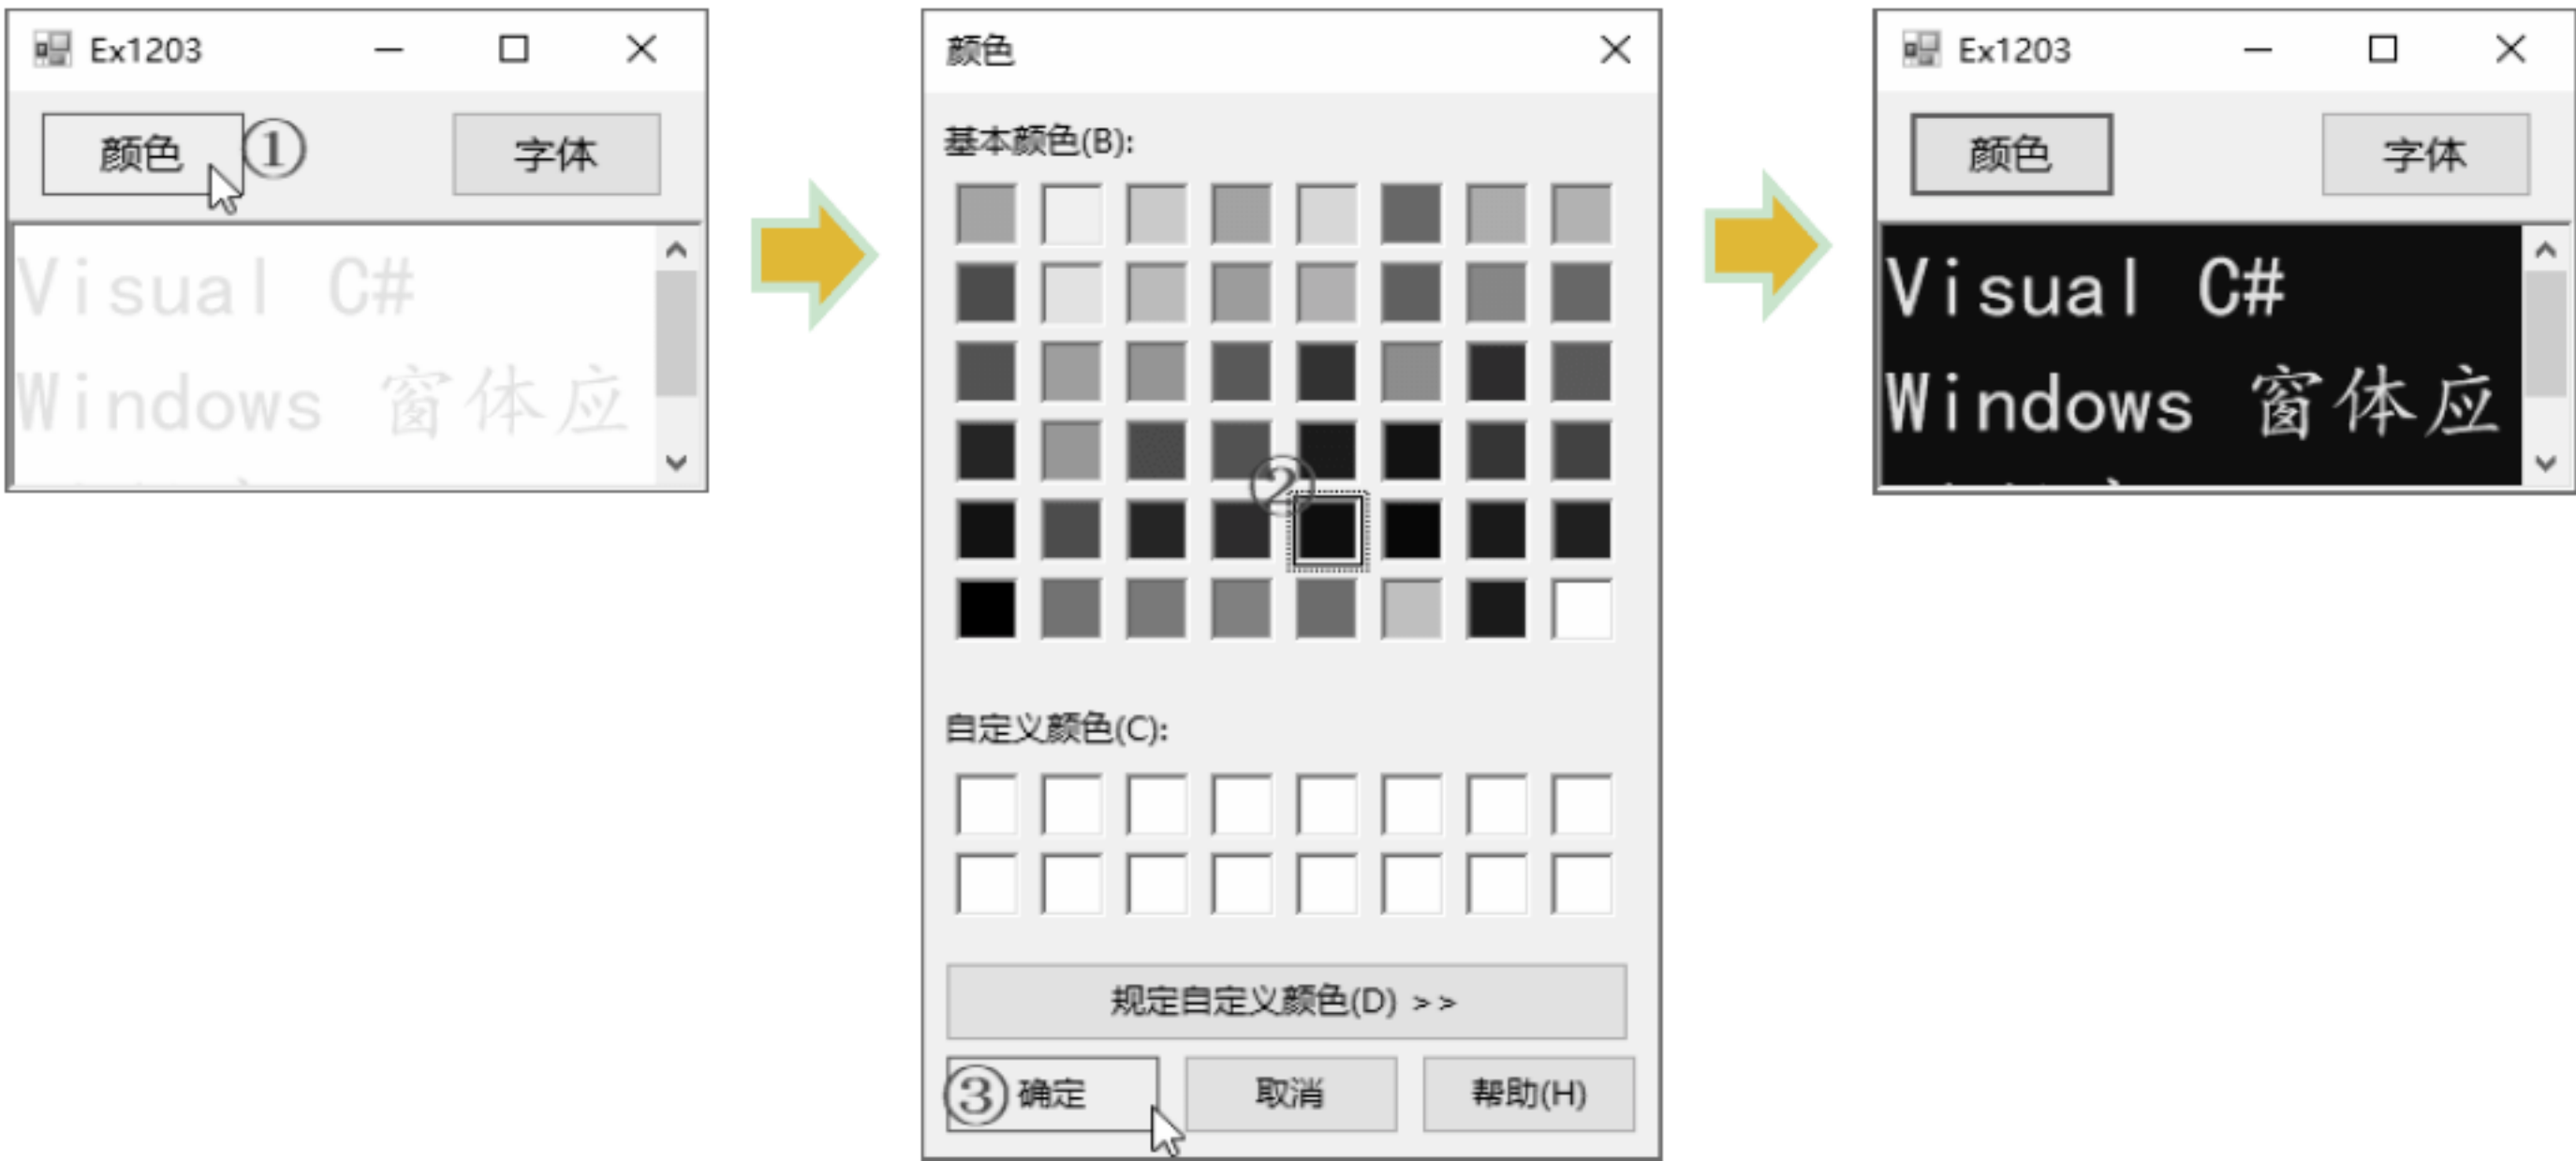 Ex1203
颜色 ① 字体
Visual C#
Windows 窗体应
颜色
基本颜色(B):
②
自定义颜色(C):
规定自定义颜色(D) >>
③ 确定 取消 帮助(H)
Ex1203
颜色 字体
Visual C#
Windows 窗体应